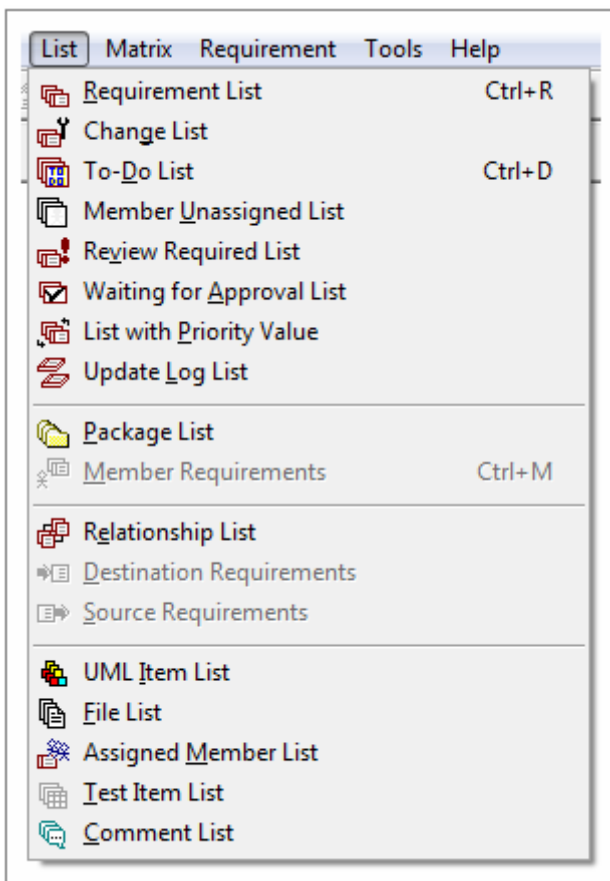 List Matrix Requirement Tools Help
Requirement List Ctrl+R
Change List
To-Do List Ctrl+D
Member Unassigned List
Review Required List
Waiting for Approval List
List with Priority Value
Update Log List
Package List
Member Requirements Ctrl+M
Relationship List
Destination Requirements
Source Requirements
UML Item List
File List
Assigned Member List
Test Item List
Comment List